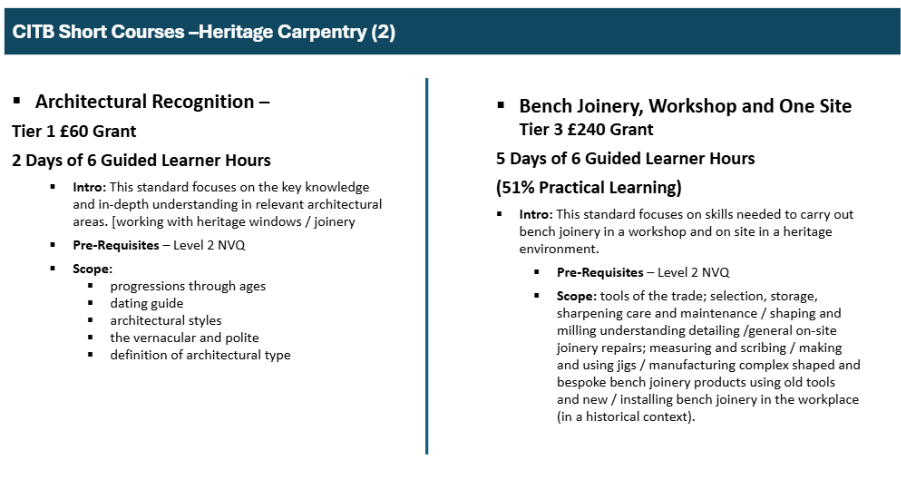 CITB Short Courses –Heritage Carpentry (2)
▪ Architectural Recognition –
Tier 1 £60 Grant
2 Days of 6 Guided Learner Hours
▪ Intro: This standard focuses on the key knowledge
and in-depth understanding in relevant architectural
areas. [working with heritage windows / joinery
▪ Pre-Requisites – Level 2 NVQ
▪ Scope:
▪ progressions through ages
▪ dating guide
▪ architectural styles
▪ the vernacular and polite
▪ definition of architectural type
▪ Bench Joinery, Workshop and One Site
Tier 3 £240 Grant
5 Days of 6 Guided Learner Hours
(51% Practical Learning)
▪ Intro: This standard focuses on skills needed to carry out
bench joinery in a workshop and on site in a heritage
environment.
▪ Pre-Requisites – Level 2 NVQ
▪ Scope: tools of the trade; selection, storage,
sharpening care and maintenance / shaping and
milling understanding detailing /general on-site
joinery repairs; measuring and scribing / making
and using jigs / manufacturing complex shaped and
bespoke bench joinery products using old tools
and new / installing bench joinery in the workplace
(in a historical context).